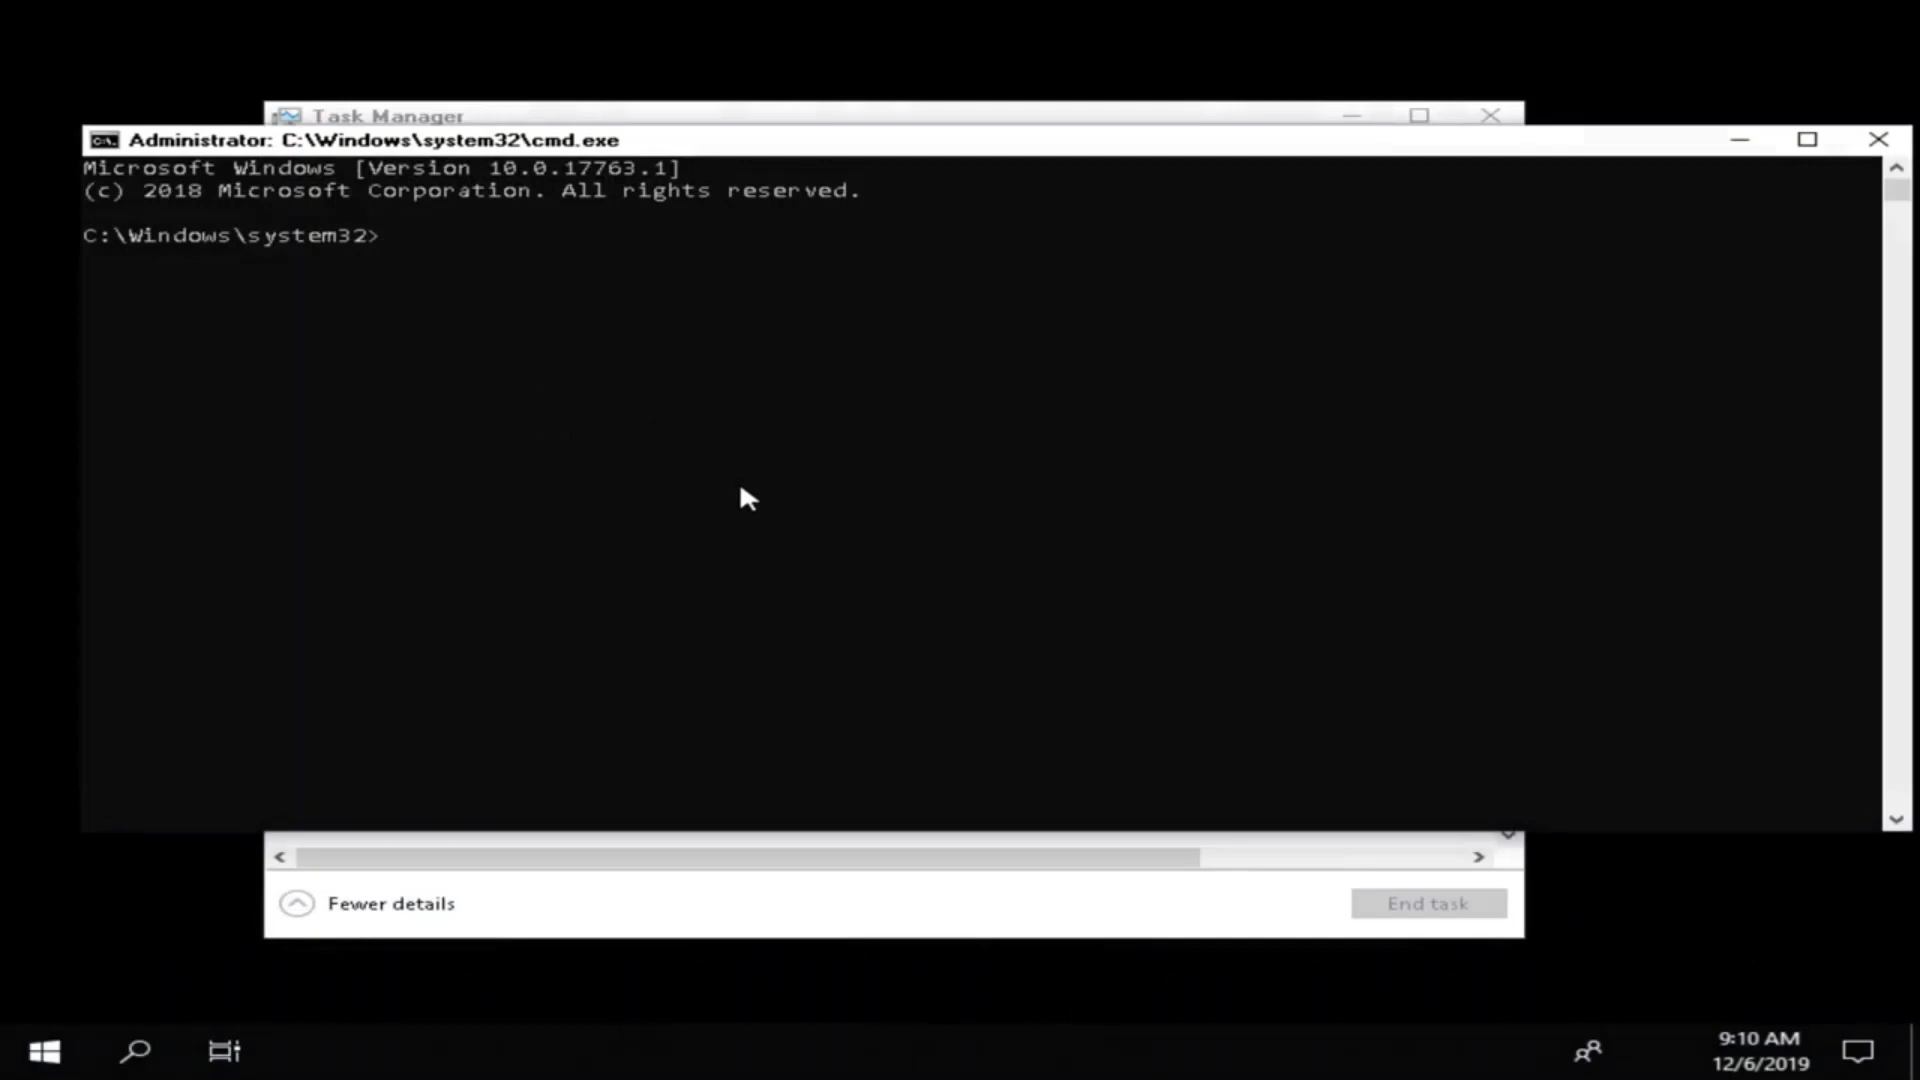 Task Manager
Administrator: C:\Windows\system32\cmd.exe
Microsoft Windows [Version 10.0.17763.1]
(c) 2018 Microsoft Corporation. All rights reserved.
C:\Windows\system32>
Fewer details
End task
9:10 AM
12/6/2019